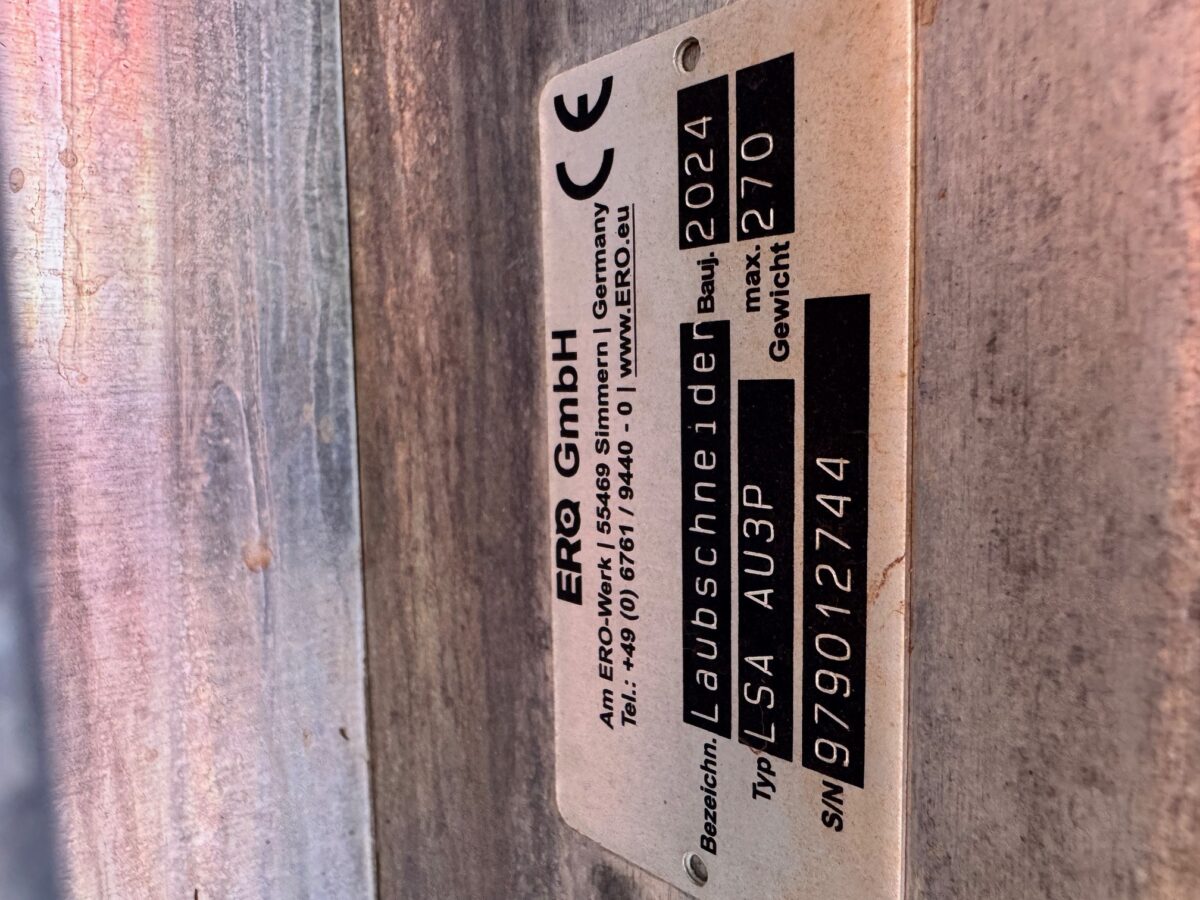 ERO GmbH
Am ERO-Werk | 55469 Simmern | Germany
Tel.: +49 (0) 6761 / 9440 - 0 | www.ERO.eu
CE
Bezeichn. Laubschneider Bauj. 2024
Typ LSA AU3P max. Gewicht 270
S/N 979012744